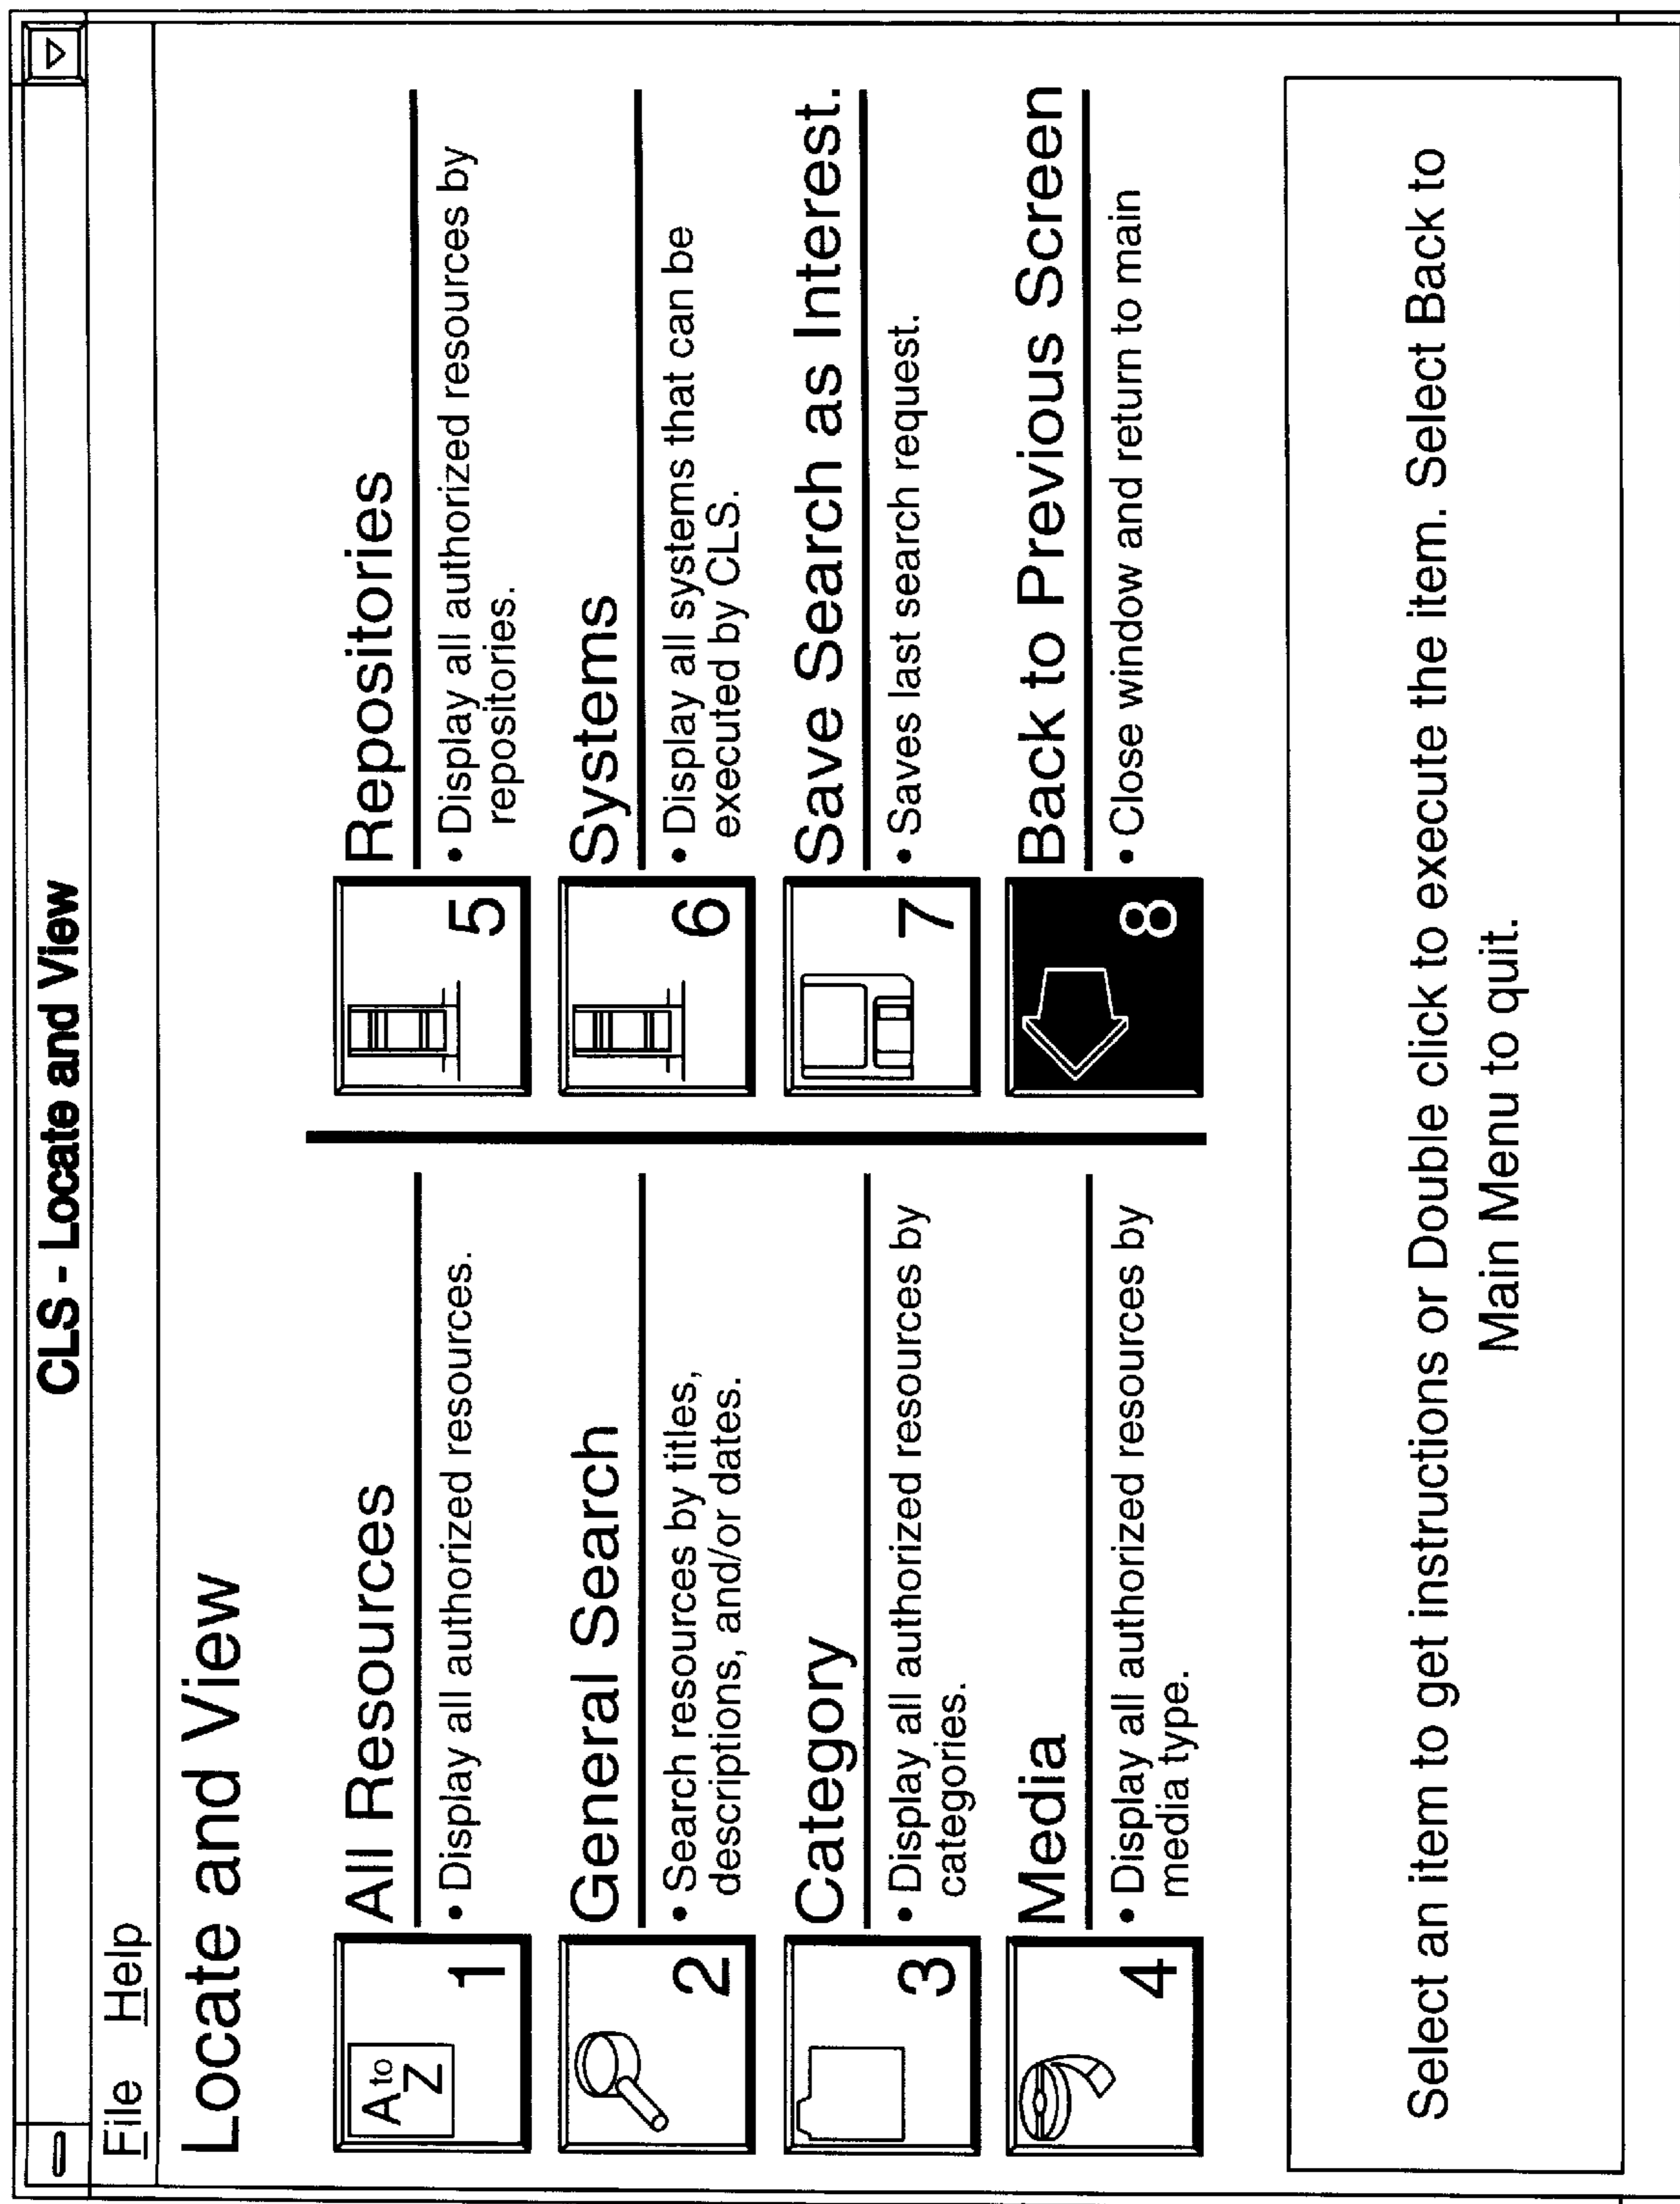 CLS - Locate and View
File Help
Locate and View
A to
Z
1
All Resources
• Display all authorized resources.
2
General Search
• Search resources by titles,
descriptions, and/or dates.
3
Category
• Display all authorized resources by
categories.
4
Media
• Display all authorized resources by
media type.
5
Repositories
• Display all authorized resources by
repositories.
6
Systems
• Display all systems that can be
executed by CLS.
7
Save Search as Interest.
• Saves last search request.
8
Back to Previous Screen
• Close window and return to main
Select an item to get instructions or Double click to execute the item. Select Back to
Main Menu to quit.